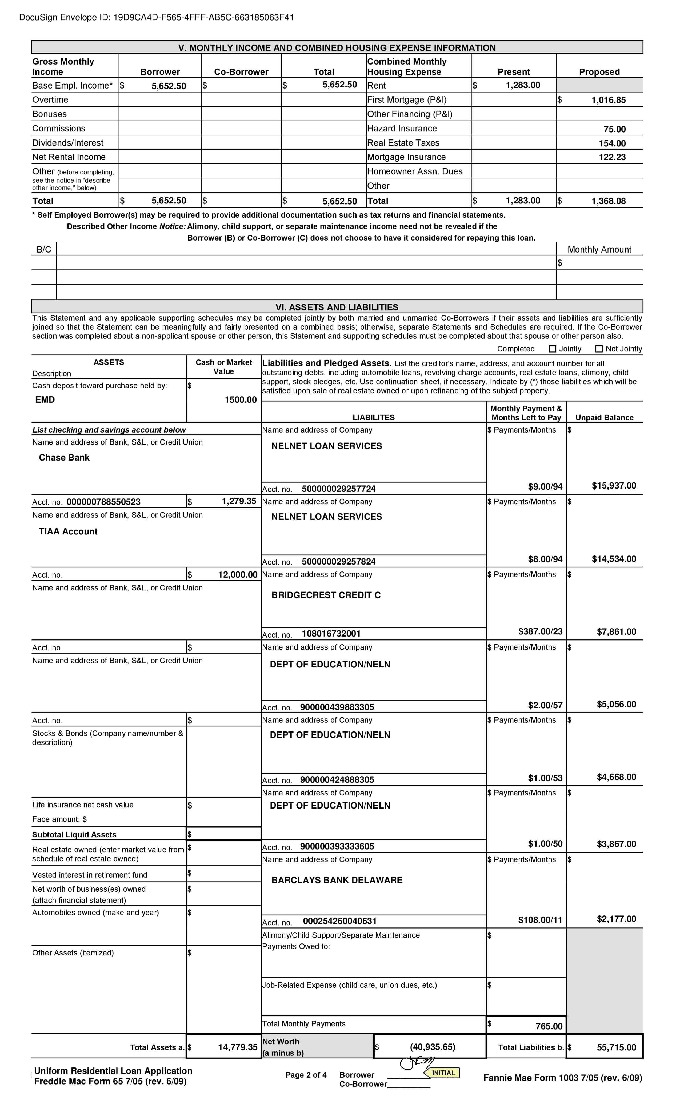 DocuSign Envelope ID: 19D9CA4D-F565-4FFF-AB5C-663185063F41
V. MONTHLY INCOME AND COMBINED HOUSING EXPENSE INFORMATION
Gross Monthly Income Borrower Co-Borrower Total Combined Monthly Housing Expense Present Proposed
Base Empl. Income* $ 5,652.50 $ $ 5,652.50 Rent $ 1,283.00
Overtime First Mortgage (P&I) $ 1,016.85
Bonuses Other Financing (P&I)
Commissions Hazard Insurance 75.00
Dividends/Interest Real Estate Taxes 154.00
Net Rental Income Mortgage Insurance 122.23
Other (before completing, see the notice in "describe other income," below) Homeowner Assn. Dues
Other
Total $ 5,652.50 $ $ 5,652.50 Total $ 1,283.00 $ 1,368.08
* Self Employed Borrower(s) may be required to provide additional documentation such as tax returns and financial statements.
Described Other Income Notice: Alimony, child support, or separate maintenance income need not be revealed if the
Borrower (B) or Co-Borrower (C) does not choose to have it considered for repaying this loan.
B/C Monthly Amount
$
VI. ASSETS AND LIABILITIES
This Statement and any applicable supporting schedules may be completed jointly by both married and unmarried Co-Borrowers if their assets and liabilities are sufficiently
joined so that the Statement can be meaningfully and fairly presented on a combined basis; otherwise, separate Statements and Schedules are required. If the Co-Borrower
section was completed about a non-applicant spouse or other person, this Statement and supporting schedules must be completed about that spouse or other person also.
Completed Jointly Not Jointly
ASSETS Cash or Market Value
Description
Liabilities and Pledged Assets. List the creditor's name, address, and account number for all
outstanding debts, including automobile loans, revolving charge accounts, real estate loans, alimony, child
support, stock pledges, etc. Use continuation sheet, if necessary. Indicate by (*) those liabilities which will be
satisfied upon sale of real estate owned or upon refinancing of the subject property.
Cash deposit toward purchase held by: $
EMD 1500.00
LIABILITES Monthly Payment & Months Left to Pay Unpaid Balance
List checking and savings account below Name and address of Company $ Payments/Months $
Name and address of Bank, S&L, or Credit Union
Chase Bank NELNET LOAN SERVICES
Acct. no. 500000029257724 $9.00/94 $15,937.00
Acct. no. 000000788550523 $ 1,279.35 Name and address of Company $ Payments/Months $
Name and address of Bank, S&L, or Credit Union
TIAA Account NELNET LOAN SERVICES
Acct. no. 500000029257824 $8.00/94 $14,534.00
Acct. no. $ 12,000.00 Name and address of Company $ Payments/Months $
Name and address of Bank, S&L, or Credit Union
BRIDGECREST CREDIT C
Acct. no. 108016732001 $387.00/23 $7,861.00
Acct. no. $ Name and address of Company $ Payments/Months $
Name and address of Bank, S&L, or Credit Union
DEPT OF EDUCATION/NELN
Acct. no. 900000439883305 $2.00/57 $5,056.00
Acct. no. $ Name and address of Company $ Payments/Months $
Stocks & Bonds (Company name/number & description) $
DEPT OF EDUCATION/NELN
Acct. no. 900000424888305 $1.00/53 $4,668.00
Name and address of Company $ Payments/Months $
Life insurance net cash value $ DEPT OF EDUCATION/NELN
Face amount: $
Subtotal Liquid Assets $
Acct. no. 900000393333605 $1.00/50 $3,867.00
Real estate owned (enter market value from schedule of real estate owned) $ Name and address of Company $ Payments/Months $
Vested interest in retirement fund $
BARCLAYS BANK DELAWARE
Net worth of business(es) owned (attach financial statement) $
Automobiles owned (make and year) $
Acct. no. 000254260040631 $108.00/11 $2,177.00
Alimony/Child Support/Separate Maintenance Payments Owed to: $
Other Assets (itemized) $
Job-Related Expense (child care, union dues, etc.) $
Total Monthly Payments $ 765.00
Total Assets a. $ 14,779.35 Net Worth (a minus b) $ (40,935.65) Total Liabilities b. $ 55,715.00
Uniform Residential Loan Application
Freddie Mac Form 65 7/05 (rev. 6/09)
Page 2 of 4 Borrower INITIAL
Co-Borrower
Fannie Mae Form 1003 7/05 (rev. 6/09)